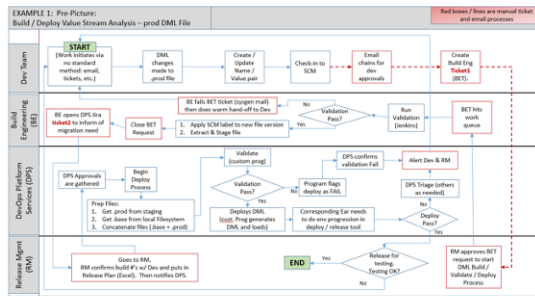 EXAMPLE 1: Pre-Picture:
Build / Deploy Value Stream Analysis – prod DML File
Red boxes / lines are manual ticket
and email processes
Dev Team
START
(Work initiates via
no standard
method: email,
tickets, etc.)
DML
changes
made to
.prod file
Create /
Update
Name /
Value pair
Check-in to
SCM
Email
chains for
dev
approvals
Create
Build Eng
Ticket1
(BET).
Build
Engineering
(BE)
BE opens DPS Jira
ticket2 to inform of
migration need
Close BET
Request
BE fails BET ticket (sysgen mail)
then does warm hand-off to Dev
1. Apply SCM label to new file version
2. Extract & Stage file
No
Yes
Validation
Pass?
Run
Validation
(Jenkins)
BET hits
work queue
DevOps Platform
Services (DPS)
DPS Approvals
are gathered
Begin
Deploy
Process
Prep files:
1. Get .prod from staging
2. Get .base from local Filesystem
3. Concatenate files (.base + .prod)
Validate
(custom prog)
Validation
Pass?
No
Yes
Program flags
deploy as FAIL
DPS confirms
validation Fail
Alert Dev & RM
DPS Triage (others
as needed)
Deploys DML
(cust. Prog generates
DML and loads)
Corresponding Ear needs
to do env progression in
deploy / release tool
Deploy
Pass?
No
Yes
Release Mgmt
(RM)
Goes to RM.
RM confirms build #'s w/ Dev and puts in
Release Plan (Excel). Then notifies DPS.
END
Yes
Release for
testing.
Testing OK?
No
RM approves BET
request to start
DML Build /
Validate /
Deploy Process